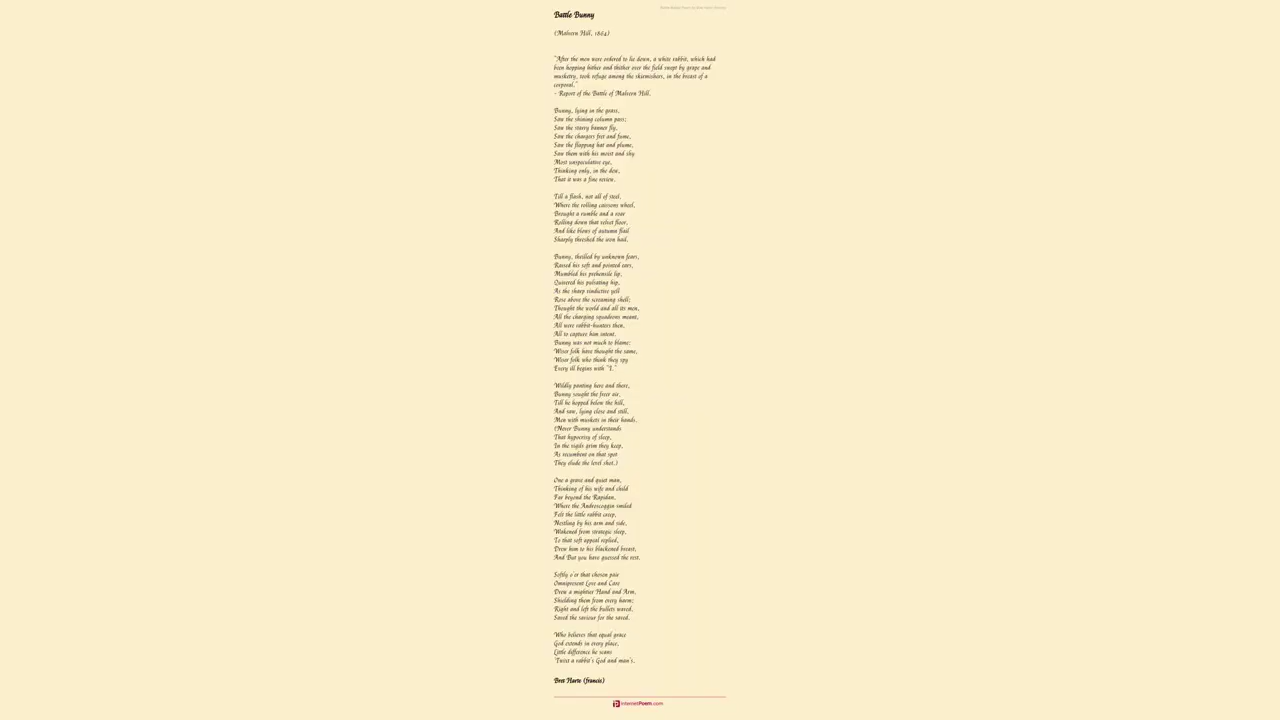 Battle Bunny
(Malvern Hill, 1864)
"After the men were ordered to lie down, a white rabbit, which had
been hopping hither and thither over the field swept by grape and
musketry, took refuge among the skirmishers, in the breast of a
corporal."
- Report of the Battle of Malvern Hill.
Bunny, lying in the grass,
Saw the shining column pass;
Saw the starry banner fly,
Saw the chargers fret and fume,
Saw the flapping hat and plume,
Saw them with his moist and shy
Most unspeculative eye,
Thinking only, in the dew,
That it was a fine review.
Till a flash, not all of steel,
Where the rolling caissons wheel,
Brought a rumble and a roar
Rolling down that velvet floor,
And like blows of autumn flail
Sharply threshed the iron hail.
Bunny, thrilled by unknown fears,
Raised his soft and pointed ears,
Mumbled his prehensile lip,
Quivered his pulsating hip,
As the sharp vindictive yell
Rose above the screaming shell;
Thought the world and all its men,
All the charging squadrons meant,
All were rabbit-hunters then,
All to capture him intent.
Bunny was not much to blame:
Wiser folk have thought the same,
Wiser folk who think they spy
Every ill begins with "I."
Wildly panting here and there,
Bunny sought the freer air,
Till he hopped below the hill,
And saw, lying close and still,
Men with muskets in their hands.
(Never Bunny understands
That hypocrisy of sleep,
In the vigils grim they keep,
As recumbent on that spot
They elude the level shot.)
One a grave and quiet man,
Thinking of his wife and child
Far beyond the Rapidan,
Where the Androscoggin smiled
Felt the little rabbit creep,
Nestling by his arm and side,
Wakened from strategic sleep,
To that soft appeal replied,
Drew him to his blackened breast,
And But you have guessed the rest.
Softly o'er that chosen pair
Omnipresent Love and Care
Drew a mightier Hand and Arm,
Shielding them from every harm;
Right and left the bullets waved,
Saved the saviour for the saved.
Who believes that equal grace
God extends in every place,
Little difference he scans
'Twixt a rabbit's God and man's.
Bret Harte (francis)
InternetPoem.com